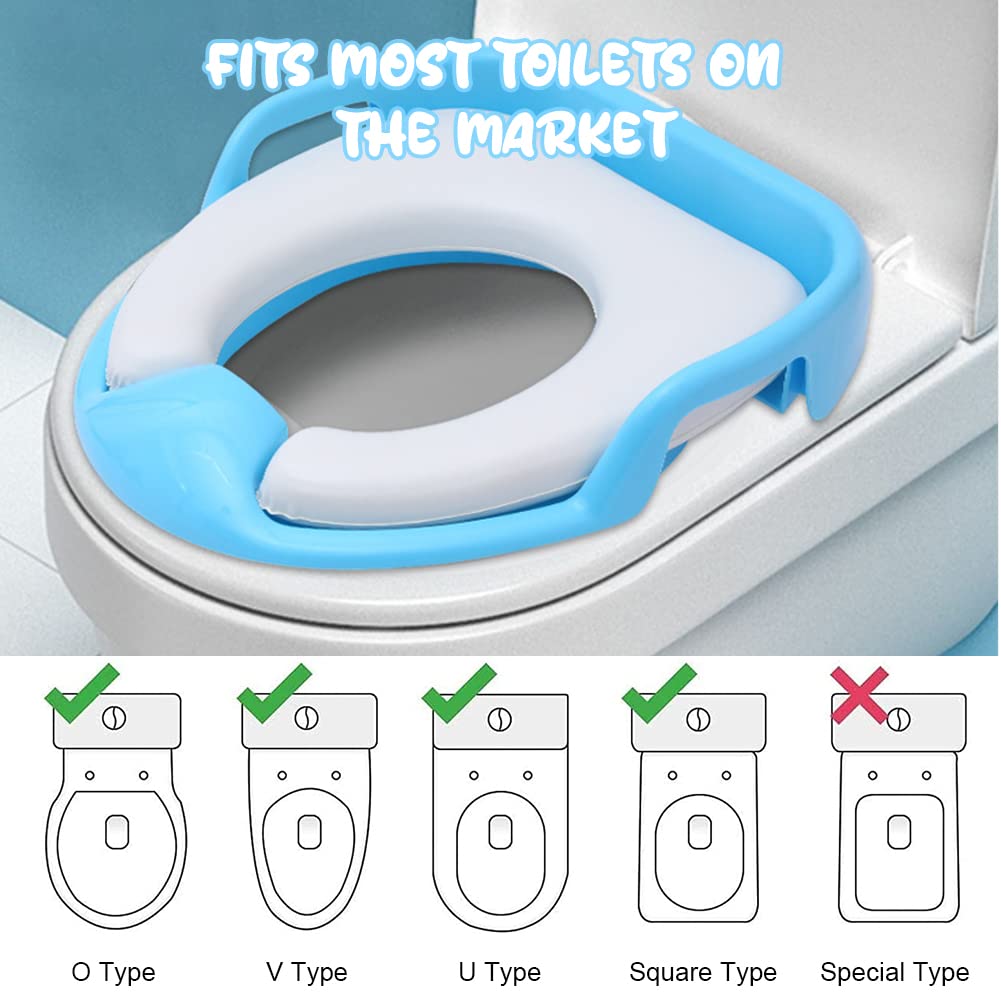 FITS MOST TOILETS ON
THE MARKET
O Type
V Type
U Type
Square Type
Special Type